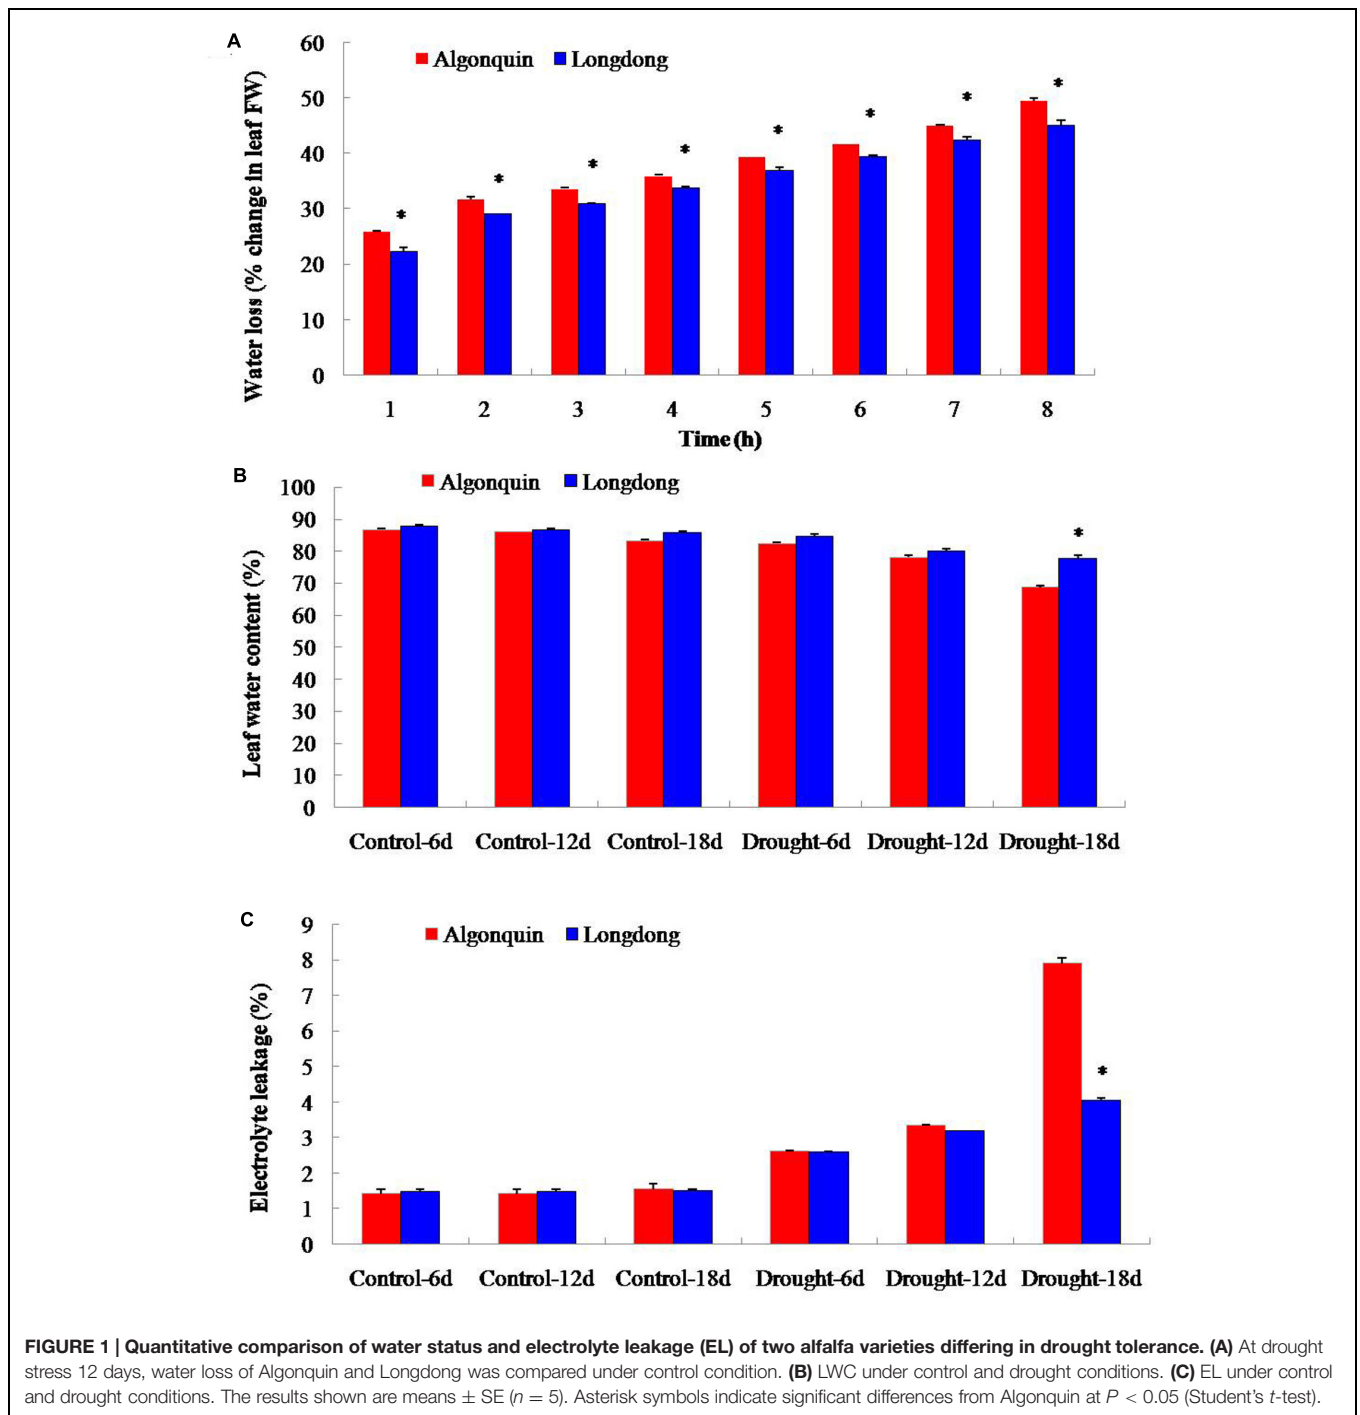 A
Algonquin Longdong
Water loss (% change in leaf FW)
60
50
40
30
20
10
0
* * * * * * * *
1 2 3 4 5 6 7 8
Time (h)
B
Algonquin Longdong
Leaf water content (%)
100
90
80
70
60
50
40
30
20
10
0
*
Control-6d Control-12d Control-18d Drought-6d Drought-12d Drought-18d
C
Algonquin Longdong
Electrolyte leakage (%)
9
8
7
6
5
4
3
2
1
0
*
Control-6d Control-12d Control-18d Drought-6d Drought-12d Drought-18d
FIGURE 1 | Quantitative comparison of water status and electrolyte leakage (EL) of two alfalfa varieties differing in drought tolerance. (A) At drought
stress 12 days, water loss of Algonquin and Longdong was compared under control condition. (B) LWC under control and drought conditions. (C) EL under control
and drought conditions. The results shown are means ± SE (n = 5). Asterisk symbols indicate significant differences from Algonquin at P < 0.05 (Student's t-test).